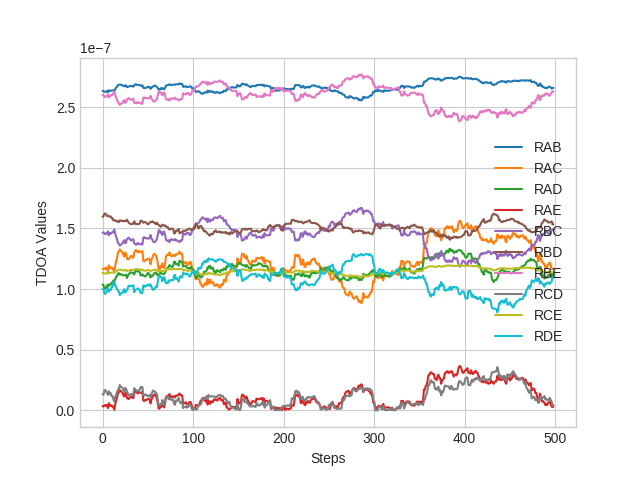 1e−7
2.5
2.0
1.5
1.0
0.5
0.0
TDOA Values
0
100
200
300
400
500
Steps
RAB
RAC
RAD
RAE
RBC
RBD
RBE
RCD
RCE
RDE